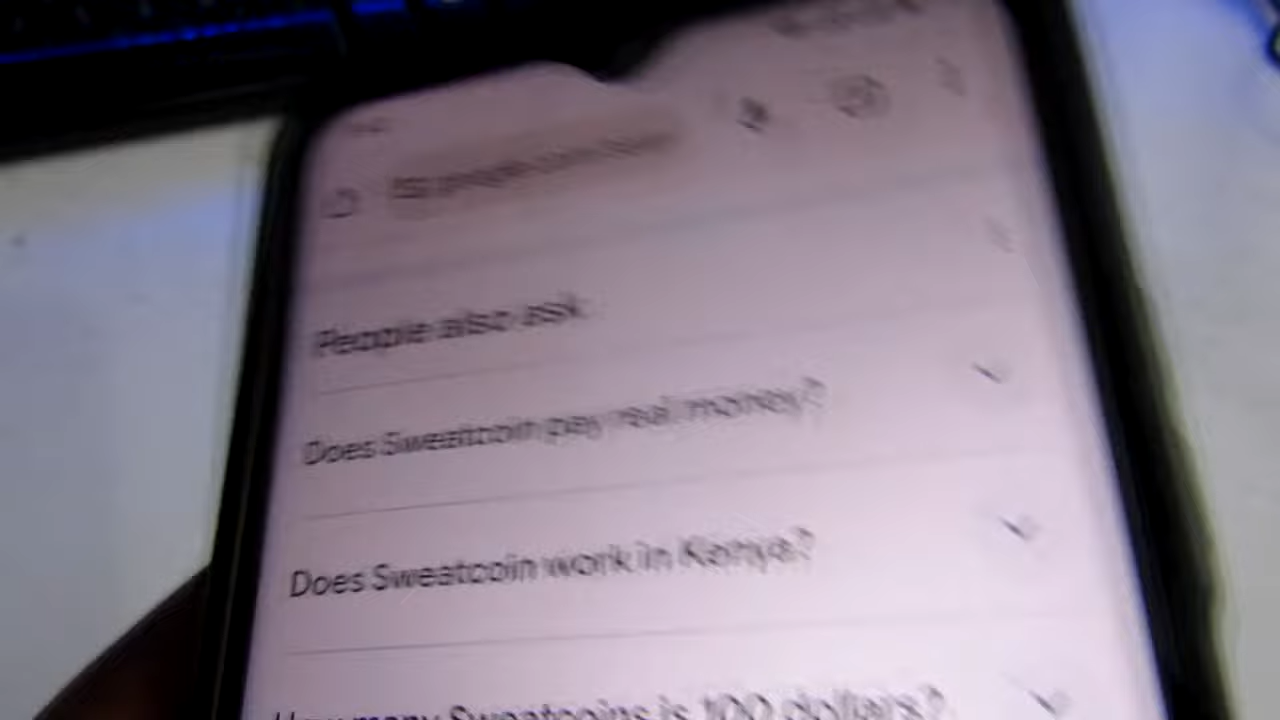 People also ask
Does Sweatcoin pay real money?
Does Sweatcoin work in Kenya?
How many Sweatcoins is 100 dollars?